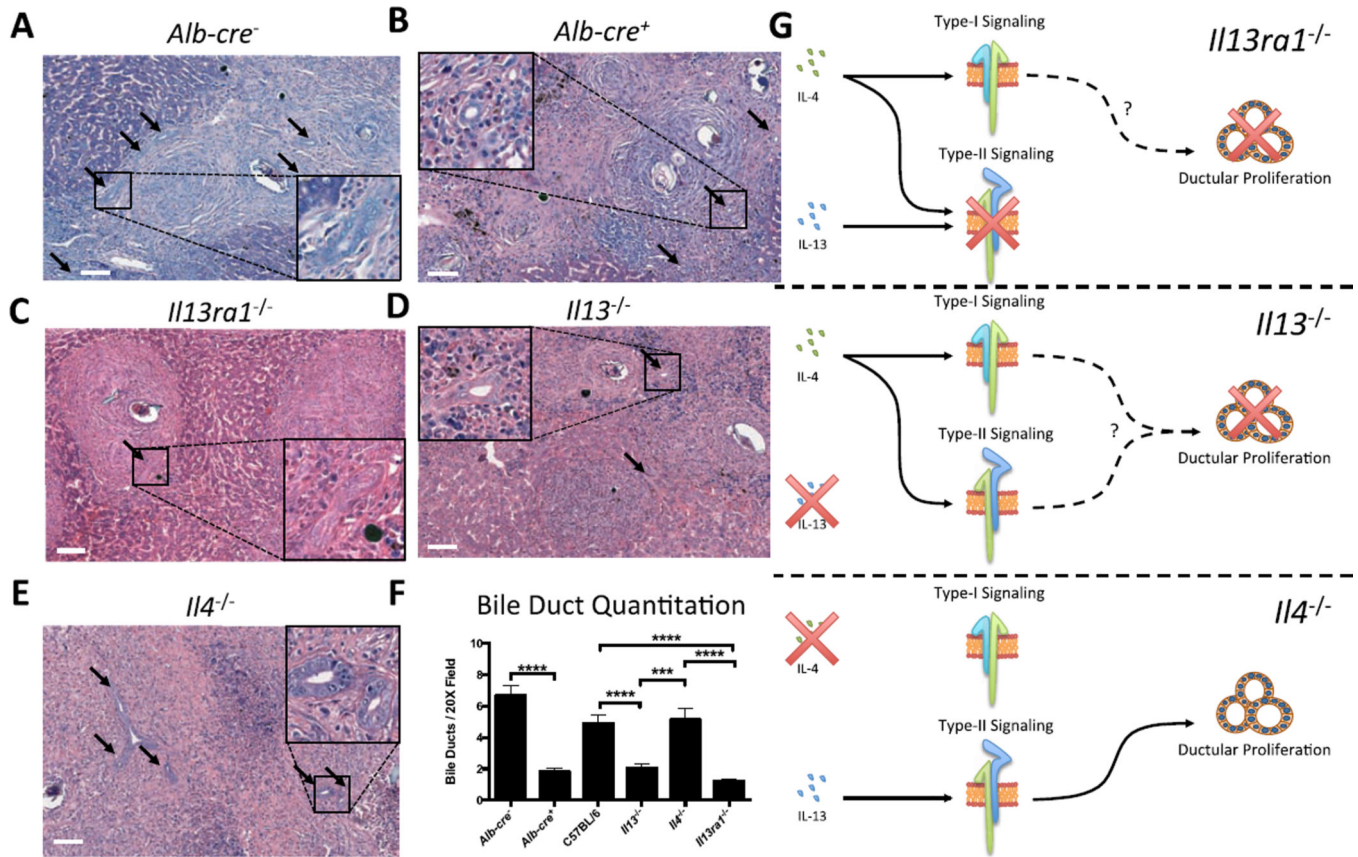 A
Alb-cre-
B
Alb-cre+
C
Il13ra1-/-
D
Il13-/-
E
Il4-/-
F
Bile Duct Quantitation
Bile Ducts / 20X Field
10
8
6
4
2
0
****
****
***
****
****
Alb-cre-
Alb-cre+
C57BL/6
Il13-/-
Il4-/-
Il13ra1-/-
G
Il13ra1-/-
Type-I Signaling
IL-4
?
Type-II Signaling
IL-13
Ductular Proliferation
Il13-/-
Type-I Signaling
IL-4
Type-II Signaling
?
IL-13
Ductular Proliferation
Il4-/-
Type-I Signaling
IL-4
Type-II Signaling
IL-13
Ductular Proliferation